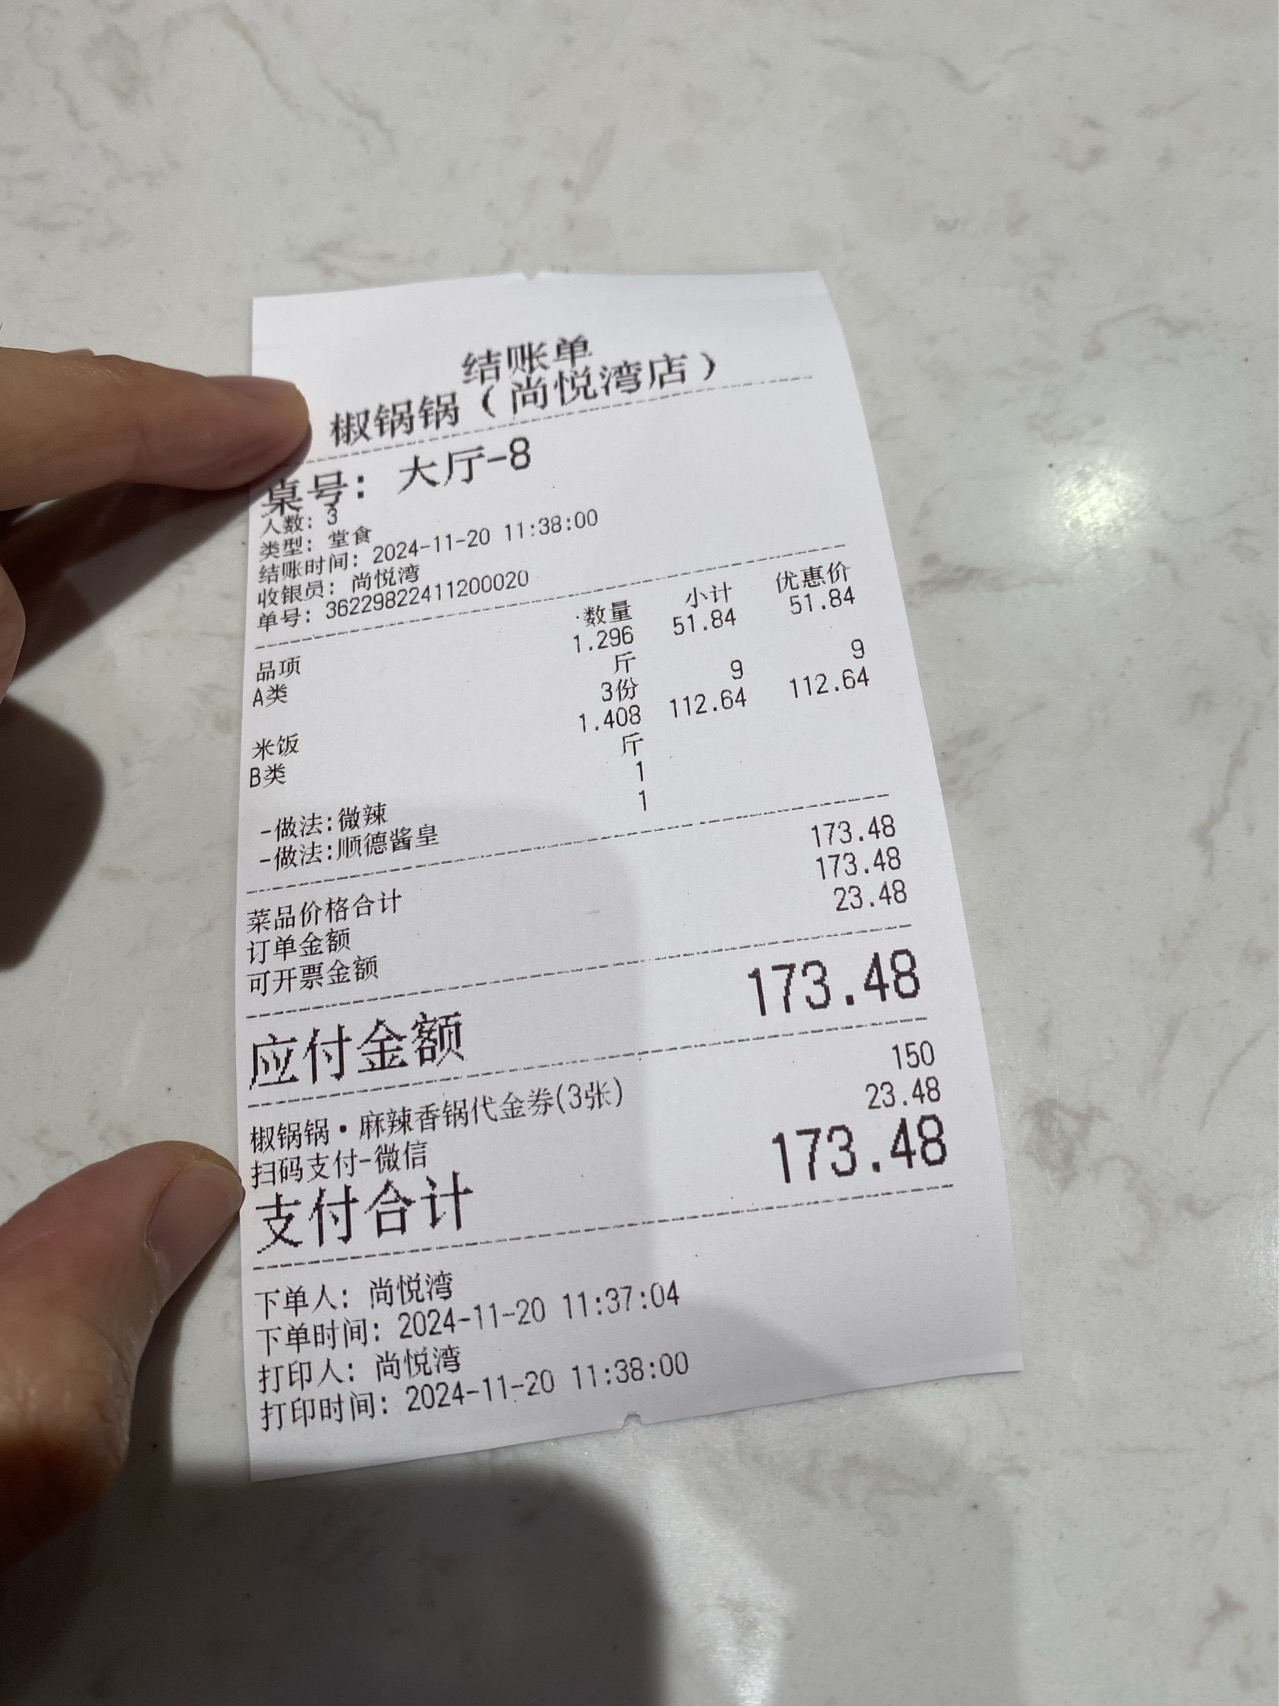 结账单
椒锅锅（尚悦湾店）
桌号：大厅-8
人数：3
类型：堂食
结账时间：2024-11-20 11:38:00
收银员：尚悦湾
单号：36229822411200020
品项 数量 小计 优惠价
A类 1.296 51.84 51.84
斤
米饭 3份 9 9
B类 1.408 112.64 112.64
斤
-做法:微辣 1
-做法:顺德酱皇 1
菜品价格合计 173.48
订单金额 173.48
可开票金额 23.48
应付金额 173.48
椒锅锅•麻辣香锅代金券(3张) 150
扫码支付-微信 23.48
支付合计 173.48
下单人：尚悦湾
下单时间：2024-11-20 11:37:04
打印人：尚悦湾
打印时间：2024-11-20 11:38:00